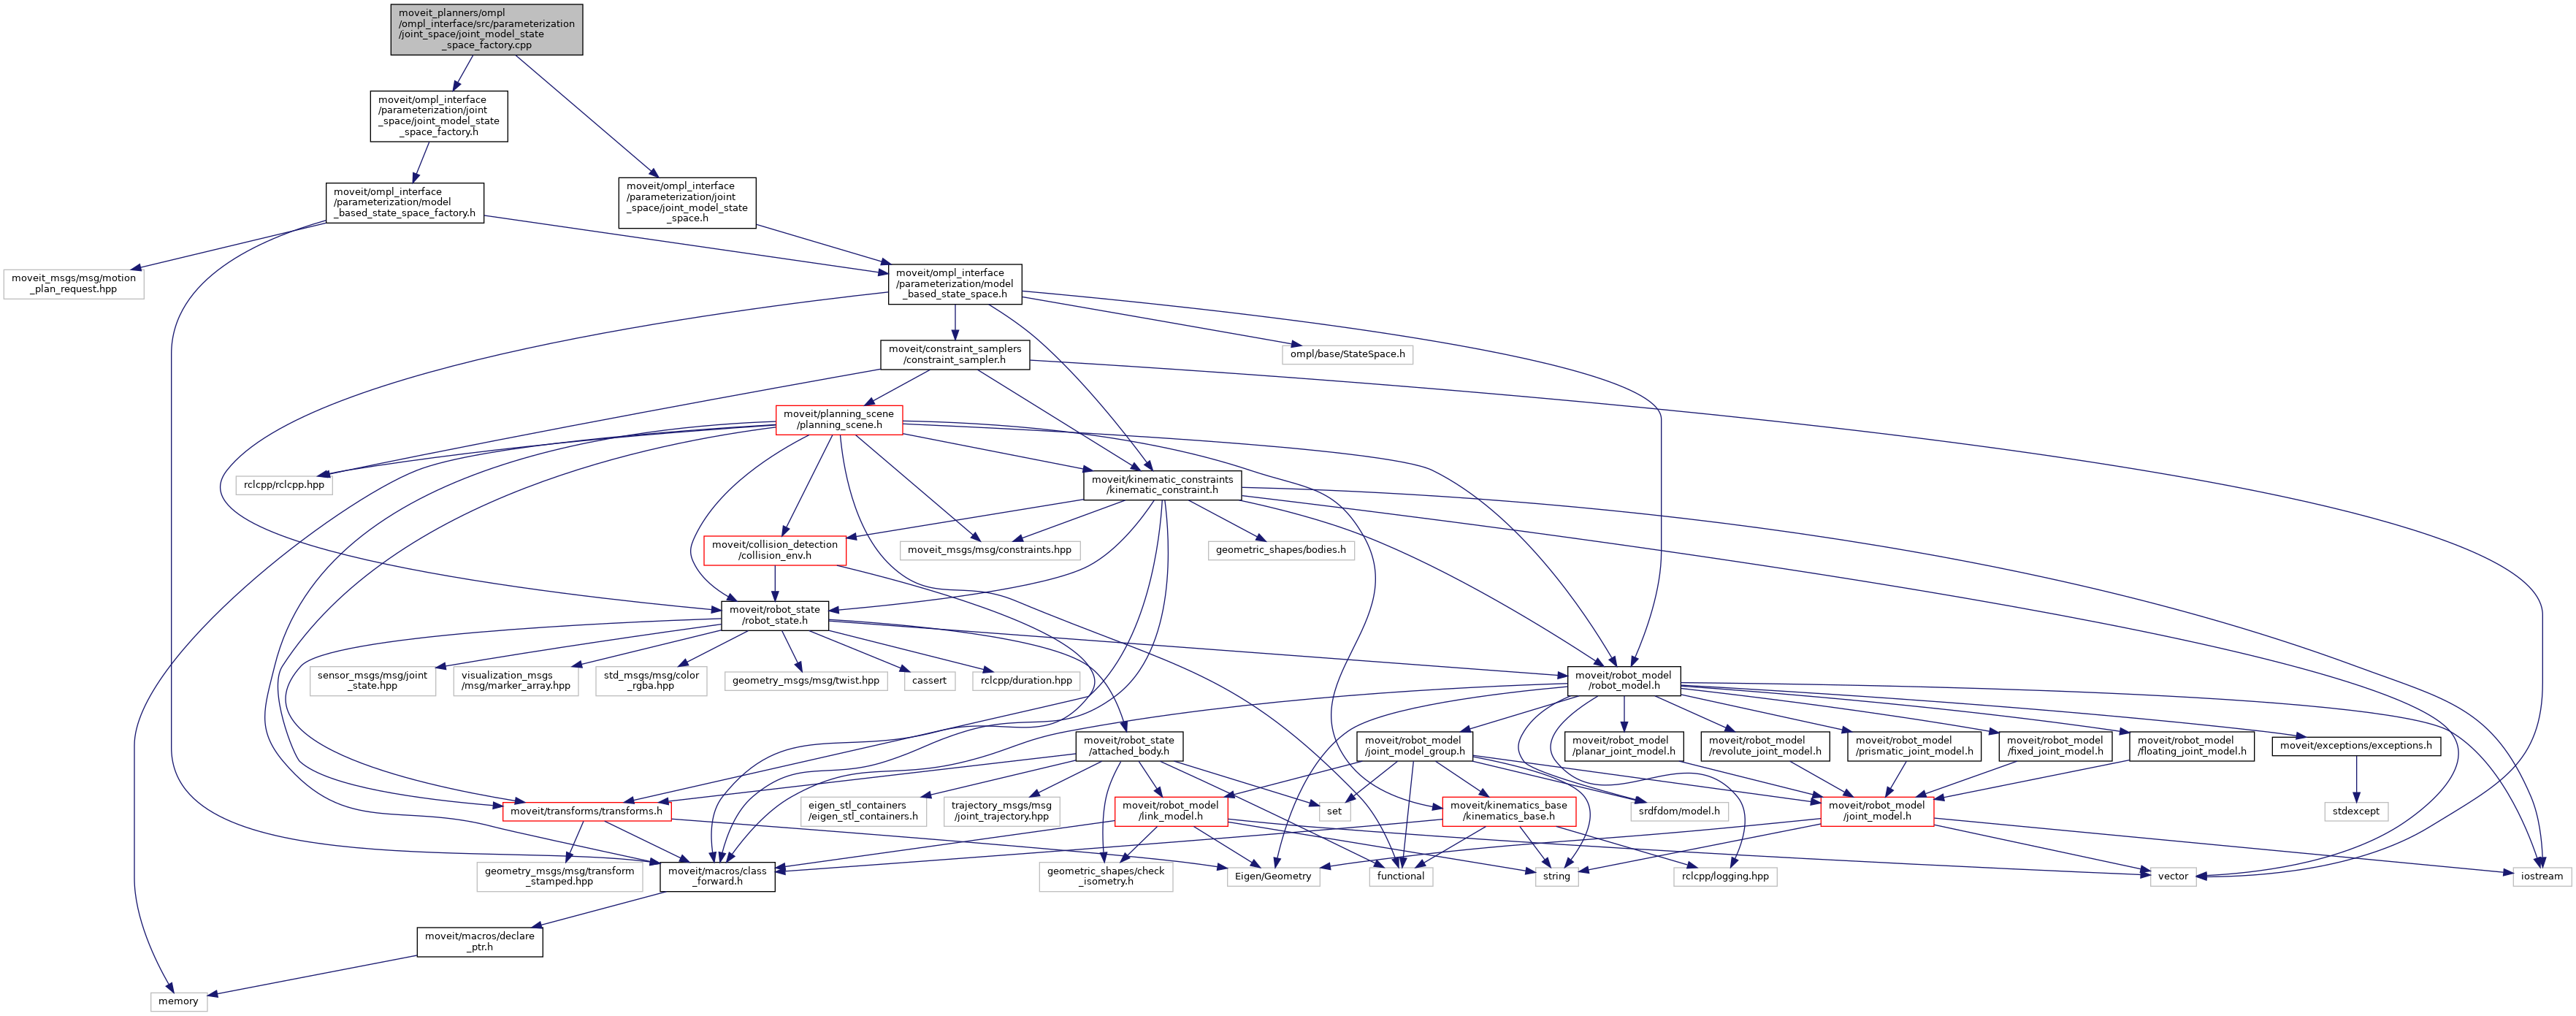 moveit_planners/ompl
/ompl_interface/src/parameterization
/joint_space/joint_model_state
_space_factory.cpp
moveit/ompl_interface
/parameterization/joint
_space/joint_model_state
_space_factory.h
moveit/ompl_interface
/parameterization/model
_based_state_space_factory.h
moveit/ompl_interface
/parameterization/joint
_space/joint_model_state
_space.h
moveit_msgs/msg/motion
_plan_request.hpp
moveit/ompl_interface
/parameterization/model
_based_state_space.h
moveit/constraint_samplers
/constraint_sampler.h
ompl/base/StateSpace.h
moveit/planning_scene
/planning_scene.h
rclcpp/rclcpp.hpp
moveit/kinematic_constraints
/kinematic_constraint.h
moveit/collision_detection
/collision_env.h
moveit_msgs/msg/constraints.hpp
geometric_shapes/bodies.h
moveit/robot_state
/robot_state.h
sensor_msgs/msg/joint
_state.hpp
visualization_msgs
/msg/marker_array.hpp
std_msgs/msg/color
_rgba.hpp
geometry_msgs/msg/twist.hpp
cassert
rclcpp/duration.hpp
moveit/robot_model
/robot_model.h
moveit/robot_state
/attached_body.h
moveit/robot_model
/joint_model_group.h
moveit/robot_model
/planar_joint_model.h
moveit/robot_model
/revolute_joint_model.h
moveit/robot_model
/prismatic_joint_model.h
moveit/robot_model
/fixed_joint_model.h
moveit/robot_model
/floating_joint_model.h
moveit/exceptions/exceptions.h
moveit/transforms/transforms.h
eigen_stl_containers
/eigen_stl_containers.h
trajectory_msgs/msg
/joint_trajectory.hpp
moveit/robot_model
/link_model.h
set
moveit/kinematics_base
/kinematics_base.h
srdfdom/model.h
moveit/robot_model
/joint_model.h
stdexcept
geometry_msgs/msg/transform
_stamped.hpp
moveit/macros/class
_forward.h
geometric_shapes/check
_isometry.h
Eigen/Geometry
functional
string
rclcpp/logging.hpp
vector
iostream
moveit/macros/declare
_ptr.h
memory